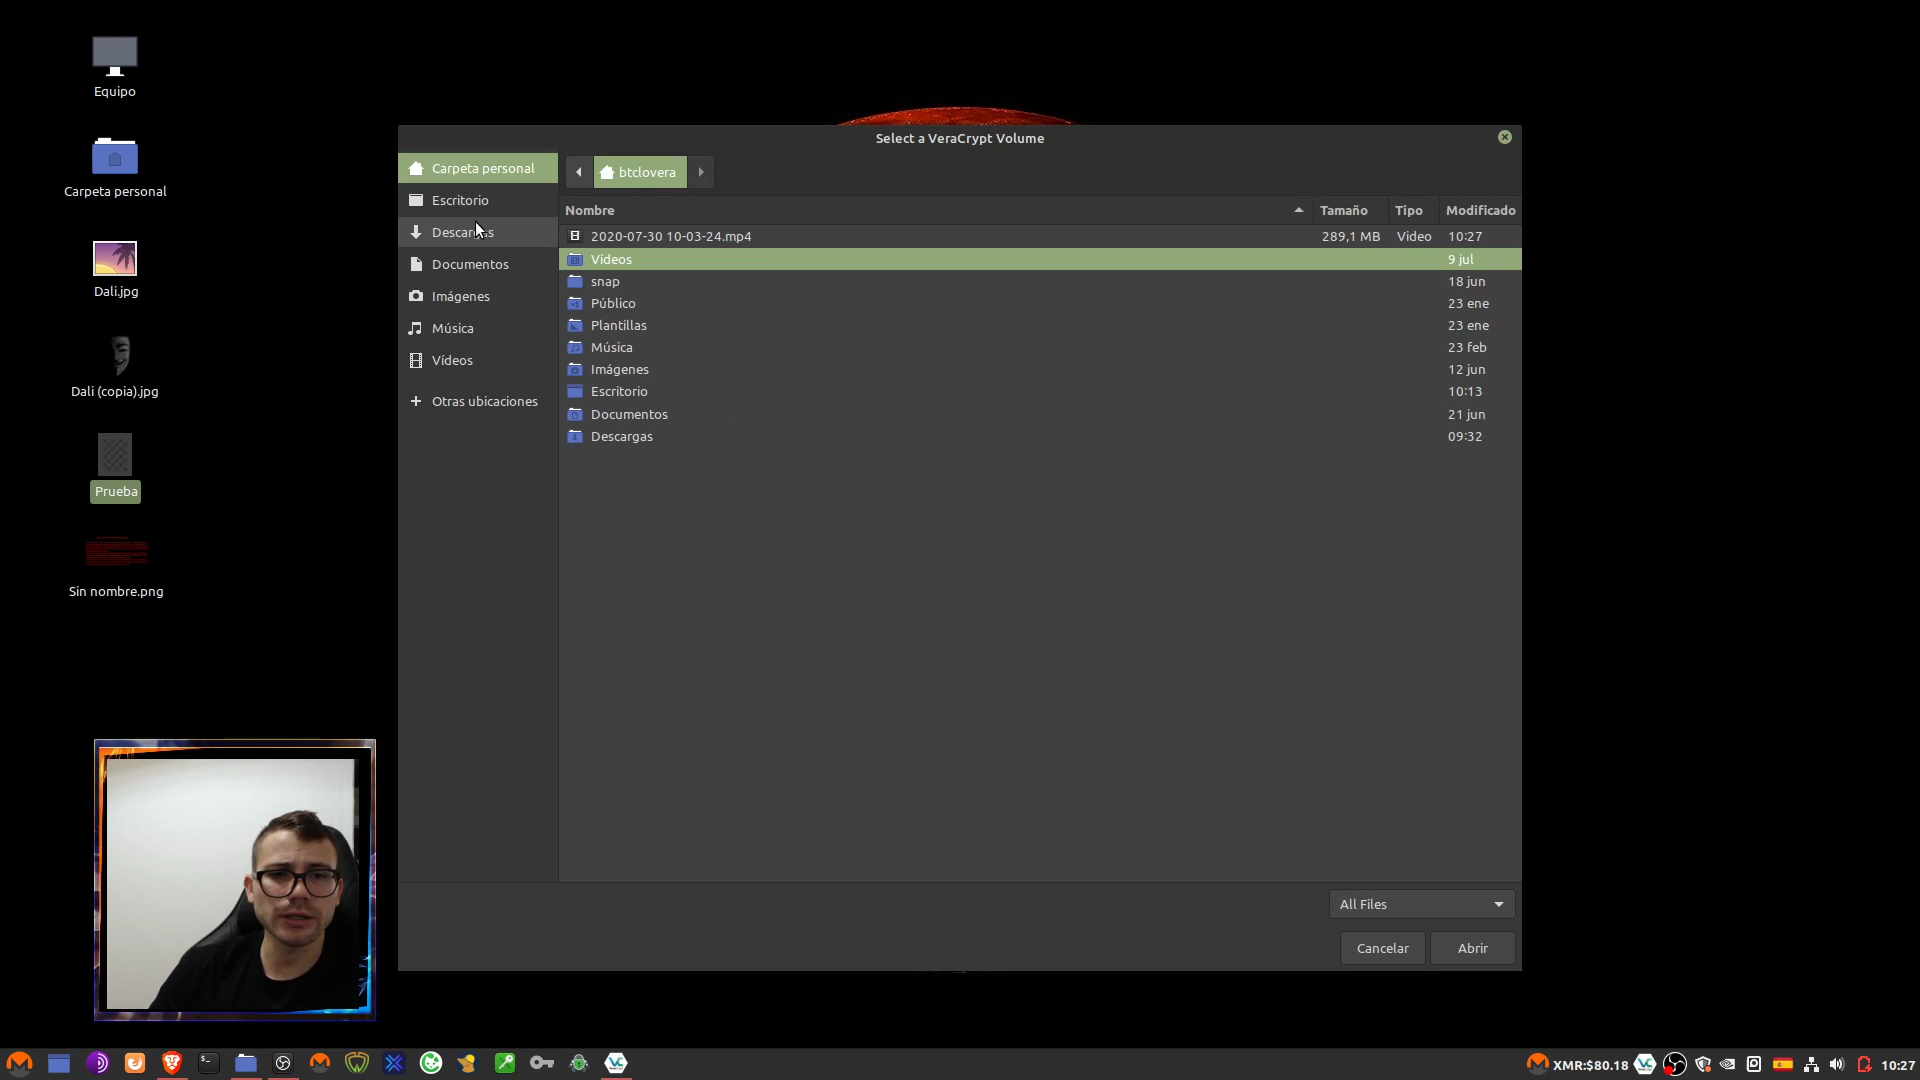 Equipo
Carpeta personal
Dali.jpg
Dali (copia).jpg
Prueba
Sin nombre.png
Select a VeraCrypt Volume
Carpeta personal
Escritorio
Descargas
Documentos
Imágenes
Música
Vídeos
Otras ubicaciones
btclovera
Nombre Tamaño Tipo Modificado
2020-07-30 10-03-24.mp4 289,1 MB Video 10:27
Vídeos 9 jul
snap 18 jun
Público 23 ene
Plantillas 23 ene
Música 23 feb
Imágenes 12 jun
Escritorio 10:13
Documentos 21 jun
Descargas 09:32
All Files
Cancelar Abrir
XMR:$80.18 10:27